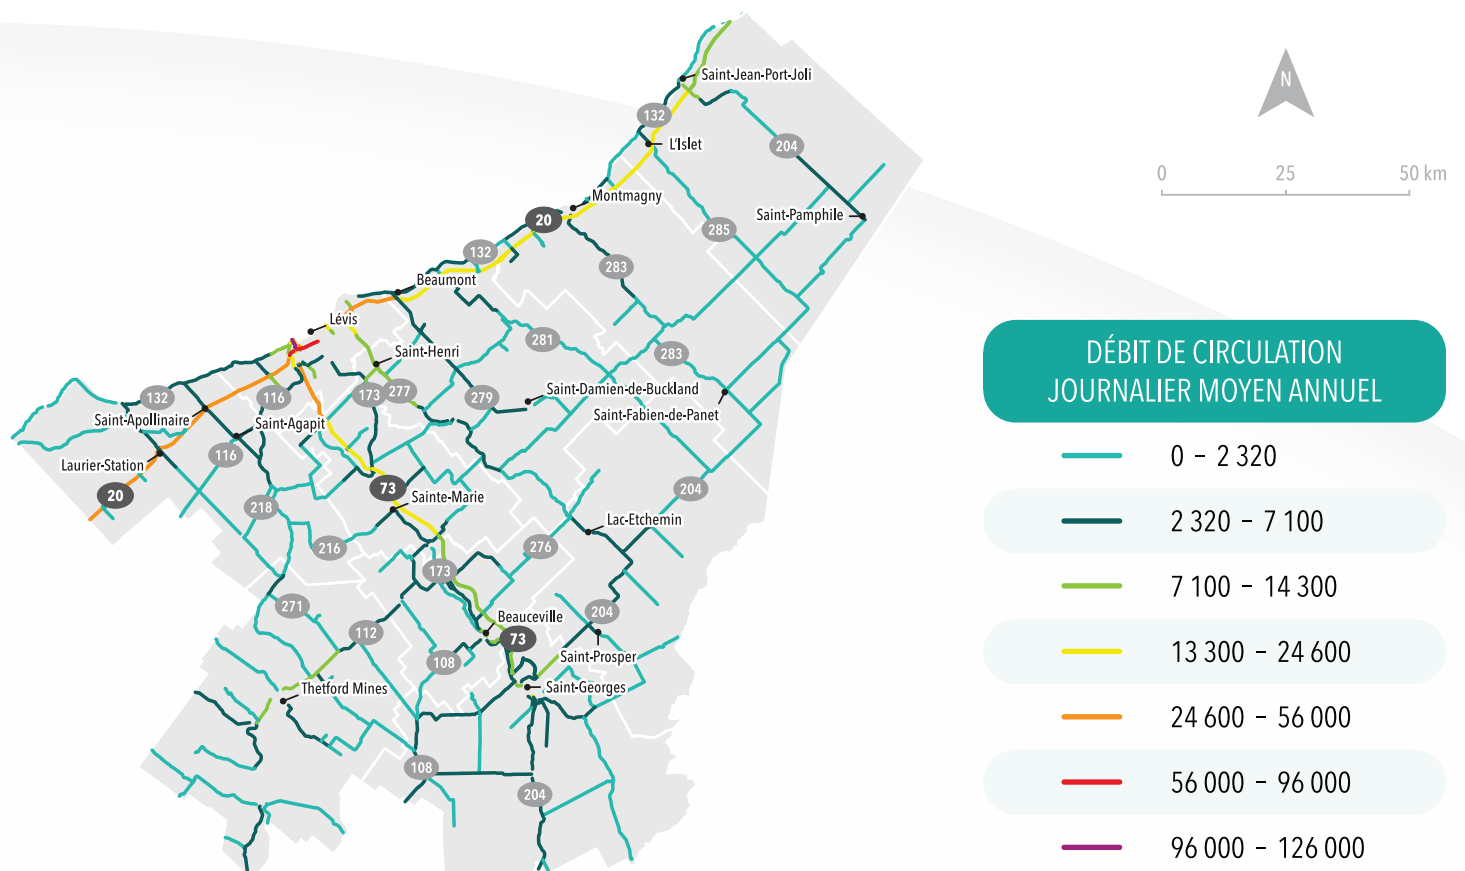 N
0 25 50 km
Saint-Jean-Port-Joli
132
L'Islet
204
Montmagny
Saint-Pamphile
20
285
132
283
Beaumont
Lévis
281
Saint-Henri
283
173
277
279
Saint-Damien-de-Buckland
132
116
Saint-Apollinaire
Saint-Fabien-de-Panet
Saint-Agapit
116
Laurier-Station
20
73
204
Sainte-Marie
218
Lac-Etchemin
216
276
173
271
204
Beauceville
112
73
Saint-Prosper
108
Thetford Mines
Saint-Georges
108
204
DÉBIT DE CIRCULATION
JOURNALIER MOYEN ANNUEL
0 – 2 320
2 320 – 7 100
7 100 – 14 300
13 300 – 24 600
24 600 – 56 000
56 000 – 96 000
96 000 – 126 000